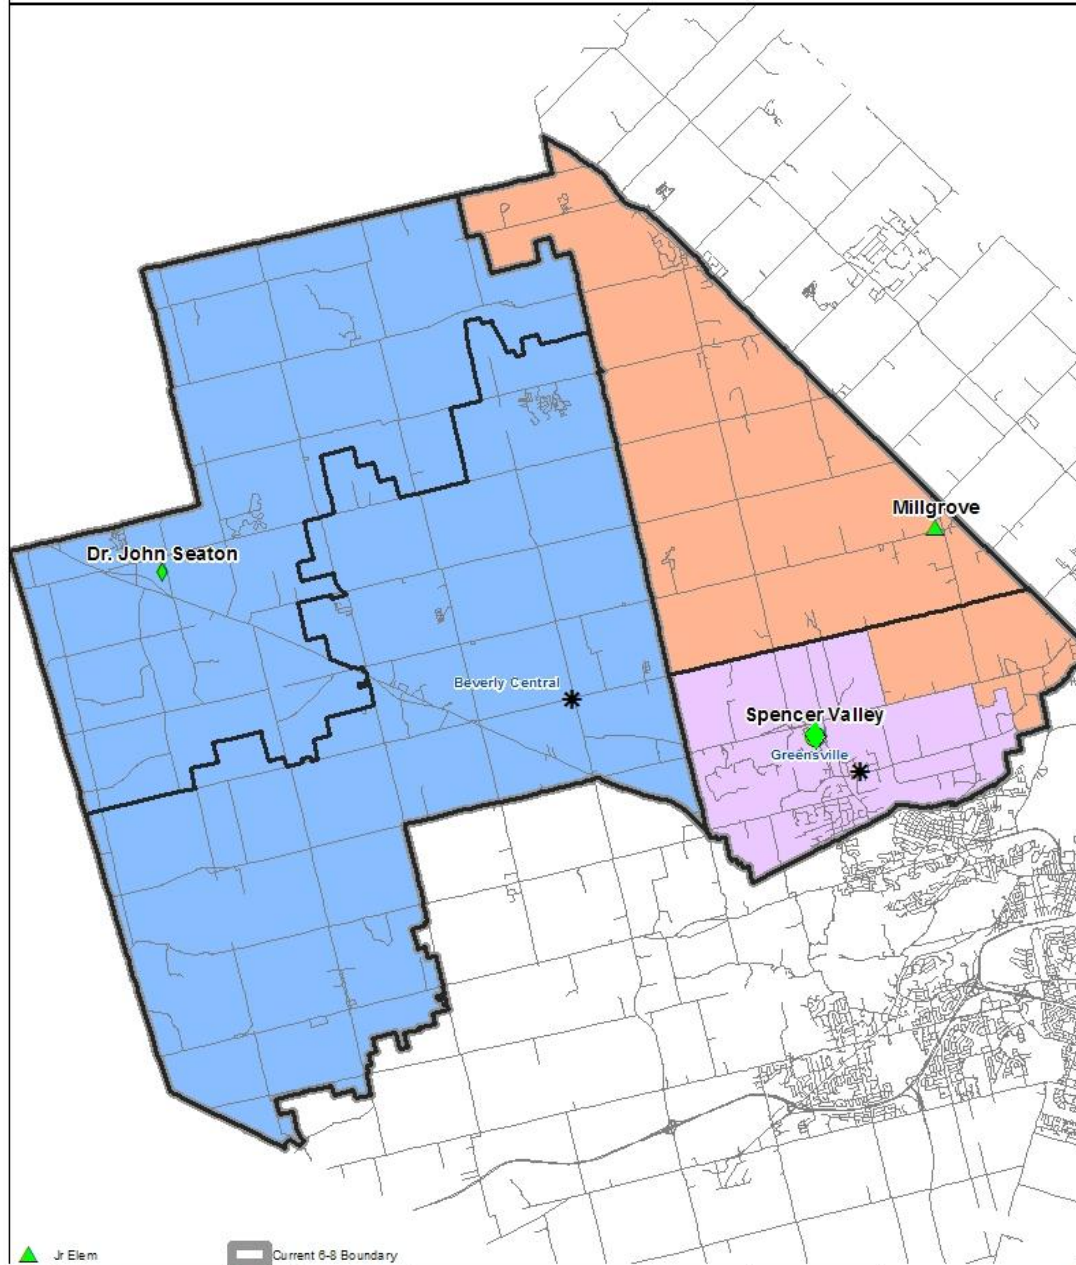 Millgrove
Dr. John Seaton
Beverly Central
Spencer Valley
Greensville
Jr Elem
Current 6-8 Boundary